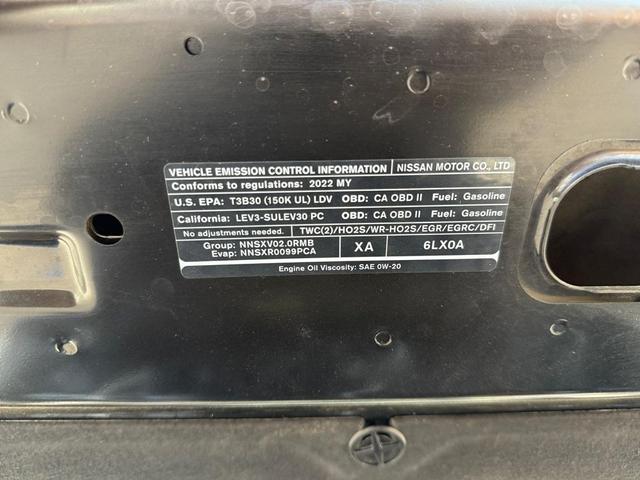 VEHICLE EMISSION CONTROL INFORMATION NISSAN MOTOR CO., LTD
Conforms to regulations: 2022 MY
U.S. EPA: T3B30 (150K UL) LDV OBD: CA OBD II Fuel: Gasoline
California: LEV3-SULEV30 PC OBD: CA OBD II Fuel: Gasoline
No adjustments needed. TWC(2)/HO2S/WR-HO2S/EGR/EGRC/DFI
Group: NNSXV02.0RMB XA 6LX0A
Evap: NNSXR0099PCA
Engine Oil Viscosity: SAE 0W-20